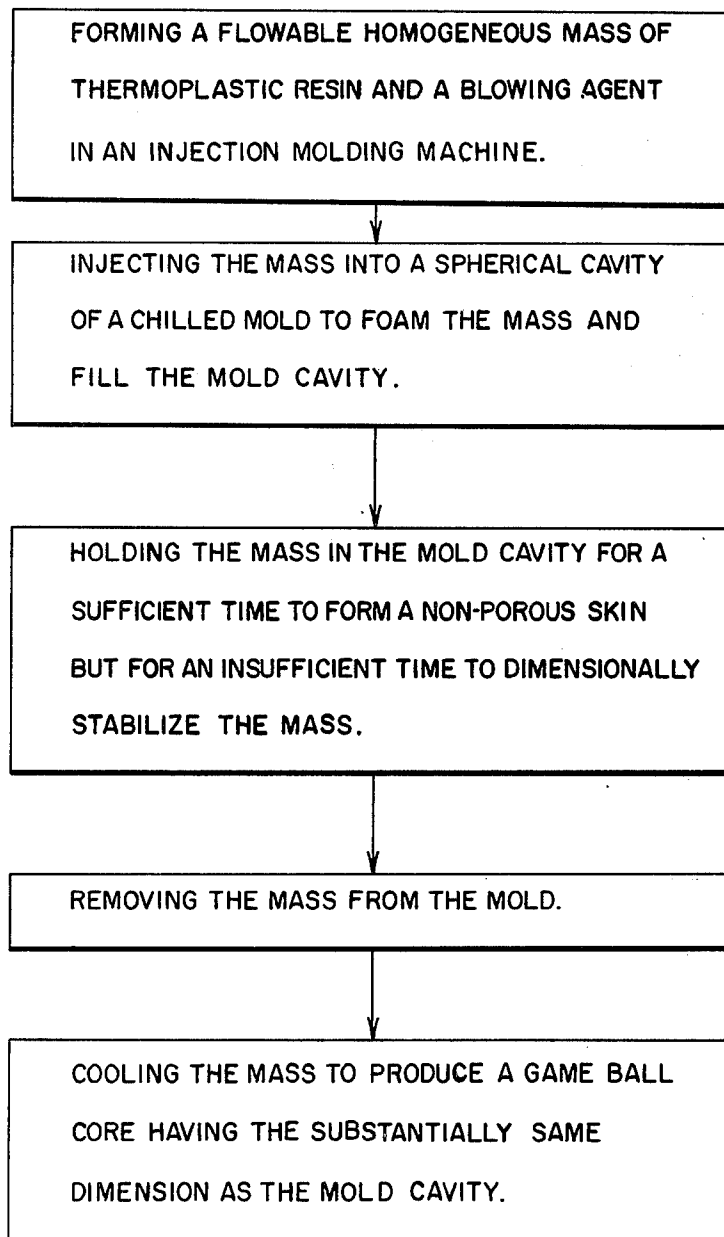 FORMING A FLOWABLE HOMOGENEOUS MASS OF
THERMOPLASTIC RESIN AND A BLOWING AGENT
IN AN INJECTION MOLDING MACHINE.
INJECTING THE MASS INTO A SPHERICAL CAVITY
OF A CHILLED MOLD TO FOAM THE MASS AND
FILL THE MOLD CAVITY.
HOLDING THE MASS IN THE MOLD CAVITY FOR A
SUFFICIENT TIME TO FORM A NON-POROUS SKIN
BUT FOR AN INSUFFICIENT TIME TO DIMENSIONALLY
STABILIZE THE MASS.
REMOVING THE MASS FROM THE MOLD.
COOLING THE MASS TO PRODUCE A GAME BALL
CORE HAVING THE SUBSTANTIALLY SAME
DIMENSION AS THE MOLD CAVITY.